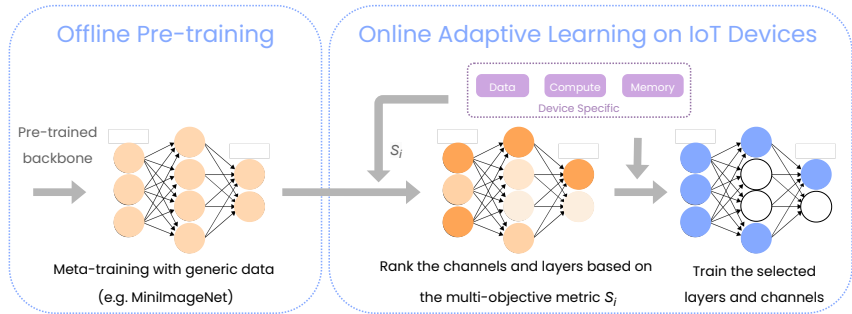 Offline Pre-training
Online Adaptive Learning on IoT Devices
Data
Compute
Memory
Device Specific
Pre-trained
backbone
Si
Meta-training with generic data
(e.g. MiniImageNet)
Rank the channels and layers based on
the multi-objective metric Si
Train the selected
layers and channels